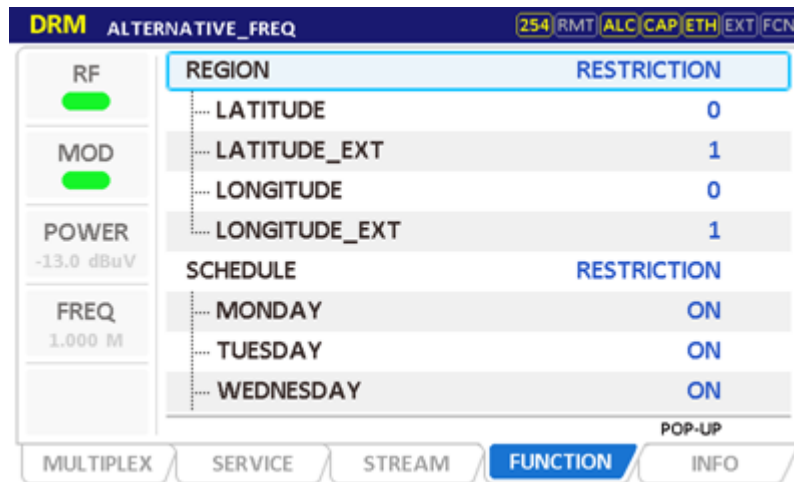 DRM ALTERNATIVE_FREQ 254 RMT ALC CAP ETH EXT FCN
RF
MOD
POWER
-13.0 dBuV
FREQ
1.000 M
REGION RESTRICTION
LATITUDE 0
LATITUDE_EXT 1
LONGITUDE 0
LONGITUDE_EXT 1
SCHEDULE RESTRICTION
MONDAY ON
TUESDAY ON
WEDNESDAY ON
POP-UP
MULTIPLEX SERVICE STREAM FUNCTION INFO